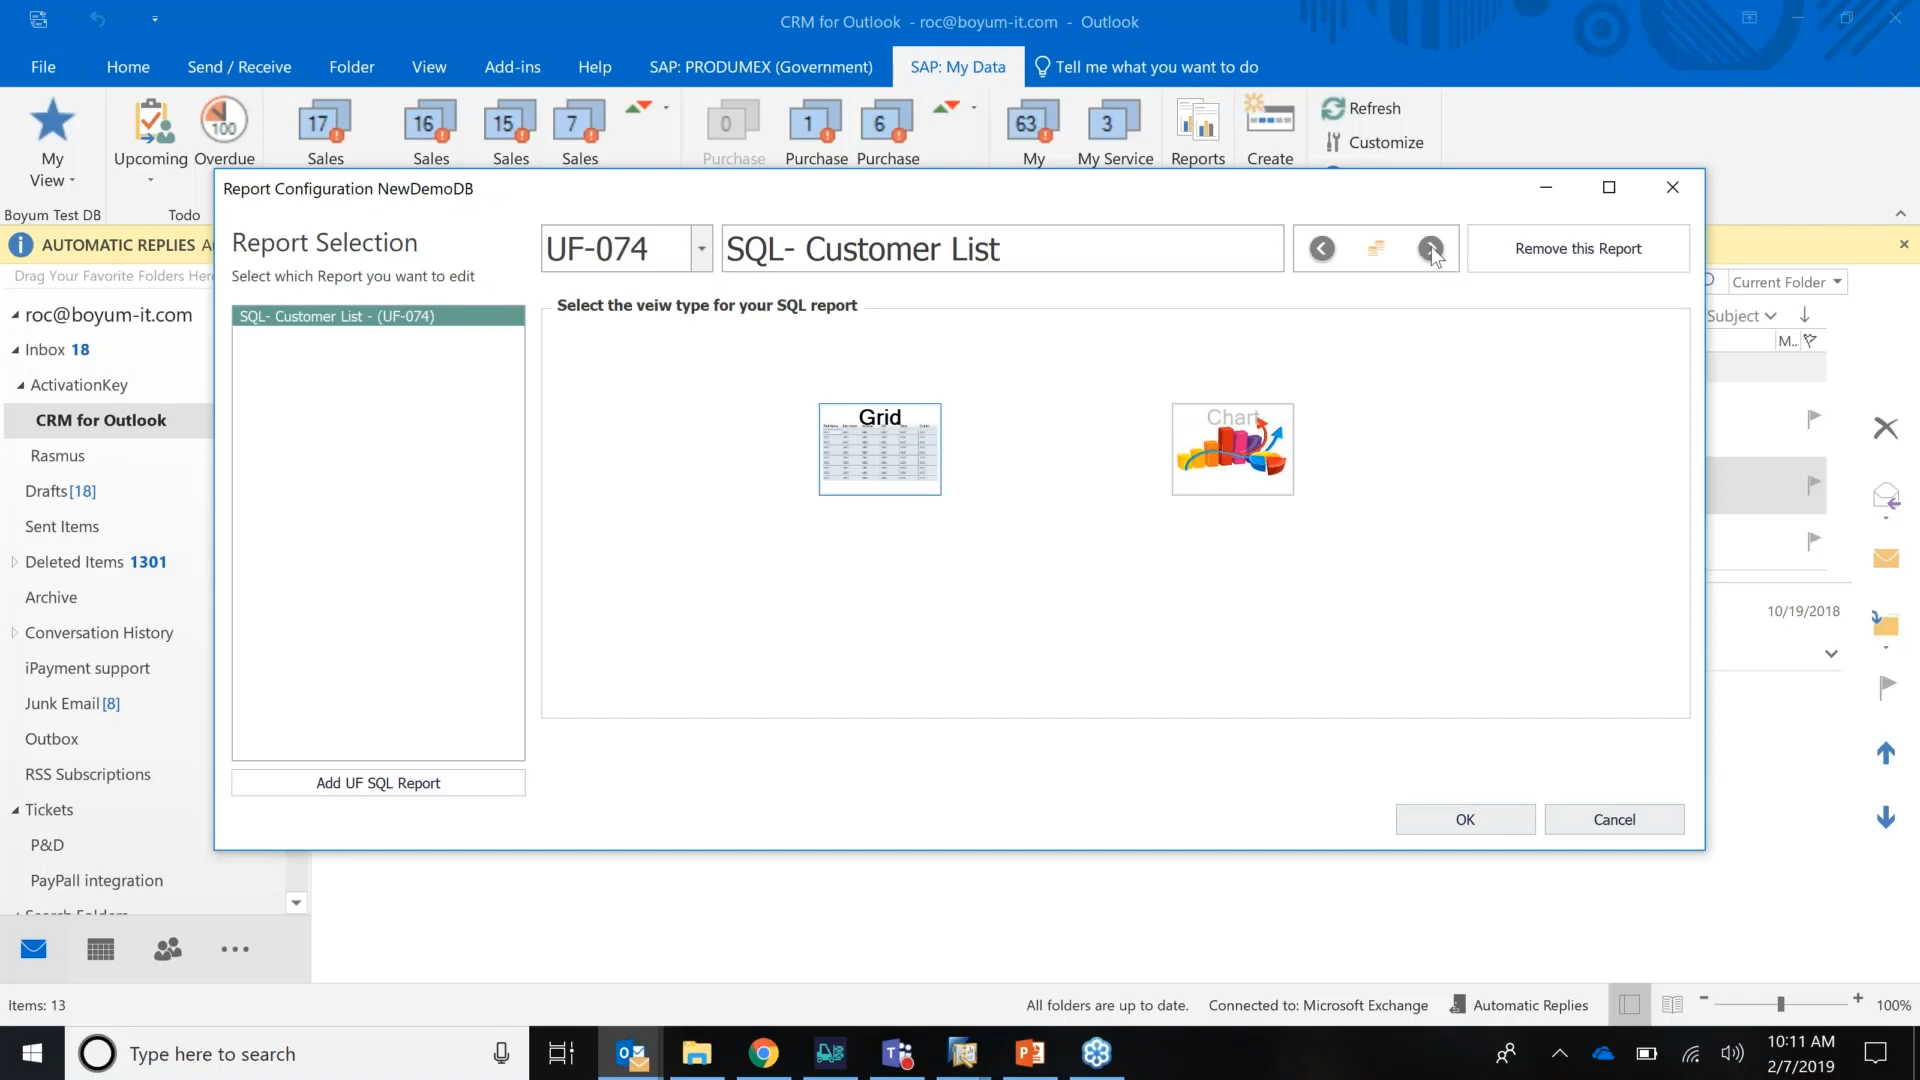 CRM for Outlook - roc@boyum-it.com - Outlook
File Home Send / Receive Folder View Add-ins Help SAP: PRODUMEX (Government) SAP: My Data Tell me what you want to do
My View
Upcoming
100
Overdue
17
Sales
16
Sales
15
Sales
7
Sales
0
Purchase
1
Purchase
6
Purchase
63
My
3
My Service
Reports
Create
Refresh
Customize
Boyum Test DB
Todo
Report Configuration NewDemoDB
AUTOMATIC REPLIES
Drag Your Favorite Folders Here
Report Selection
Select which Report you want to edit
UF-074
SQL- Customer List
Remove this Report
Current Folder
Subject
M...
SQL- Customer List - (UF-074)
Select the veiw type for your SQL report
Grid
Chart
Add UF SQL Report
OK
Cancel
roc@boyum-it.com
Inbox 18
ActivationKey
CRM for Outlook
Rasmus
Drafts [18]
Sent Items
Deleted Items 1301
Archive
Conversation History
iPayment support
Junk Email [8]
Outbox
RSS Subscriptions
Tickets
P&D
PayPall integration
Search Folders
10/19/2018
Items: 13
All folders are up to date.
Connected to: Microsoft Exchange
Automatic Replies
100%
Type here to search
10:11 AM
2/7/2019